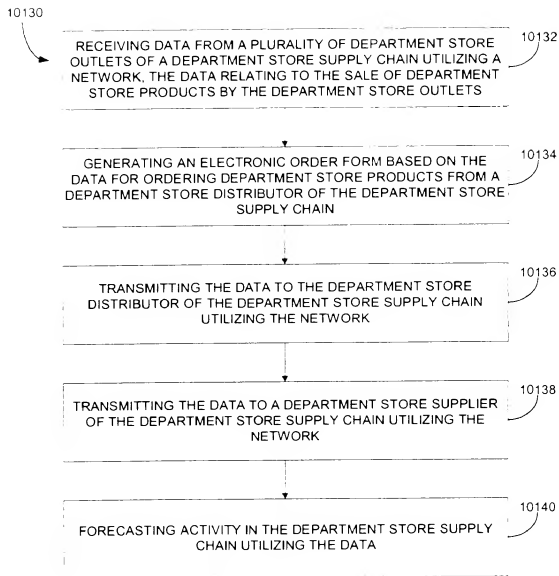 10130
10132
RECEIVING DATA FROM A PLURALITY OF DEPARTMENT STORE
OUTLETS OF A DEPARTMENT STORE SUPPLY CHAIN UTILIZING A
NETWORK, THE DATA RELATING TO THE SALE OF DEPARTMENT
STORE PRODUCTS BY THE DEPARTMENT STORE OUTLETS
10134
GENERATING AN ELECTRONIC ORDER FORM BASED ON THE
DATA FOR ORDERING DEPARTMENT STORE PRODUCTS FROM A
DEPARTMENT STORE DISTRIBUTOR OF THE DEPARTMENT STORE
SUPPLY CHAIN
10136
TRANSMITTING THE DATA TO THE DEPARTMENT STORE
DISTRIBUTOR OF THE DEPARTMENT STORE SUPPLY CHAIN
UTILIZING THE NETWORK
10138
TRANSMITTING THE DATA TO A DEPARTMENT STORE SUPPLIER
OF THE DEPARTMENT STORE SUPPLY CHAIN UTILIZING THE
NETWORK
10140
FORECASTING ACTIVITY IN THE DEPARTMENT STORE SUPPLY
CHAIN UTILIZING THE DATA